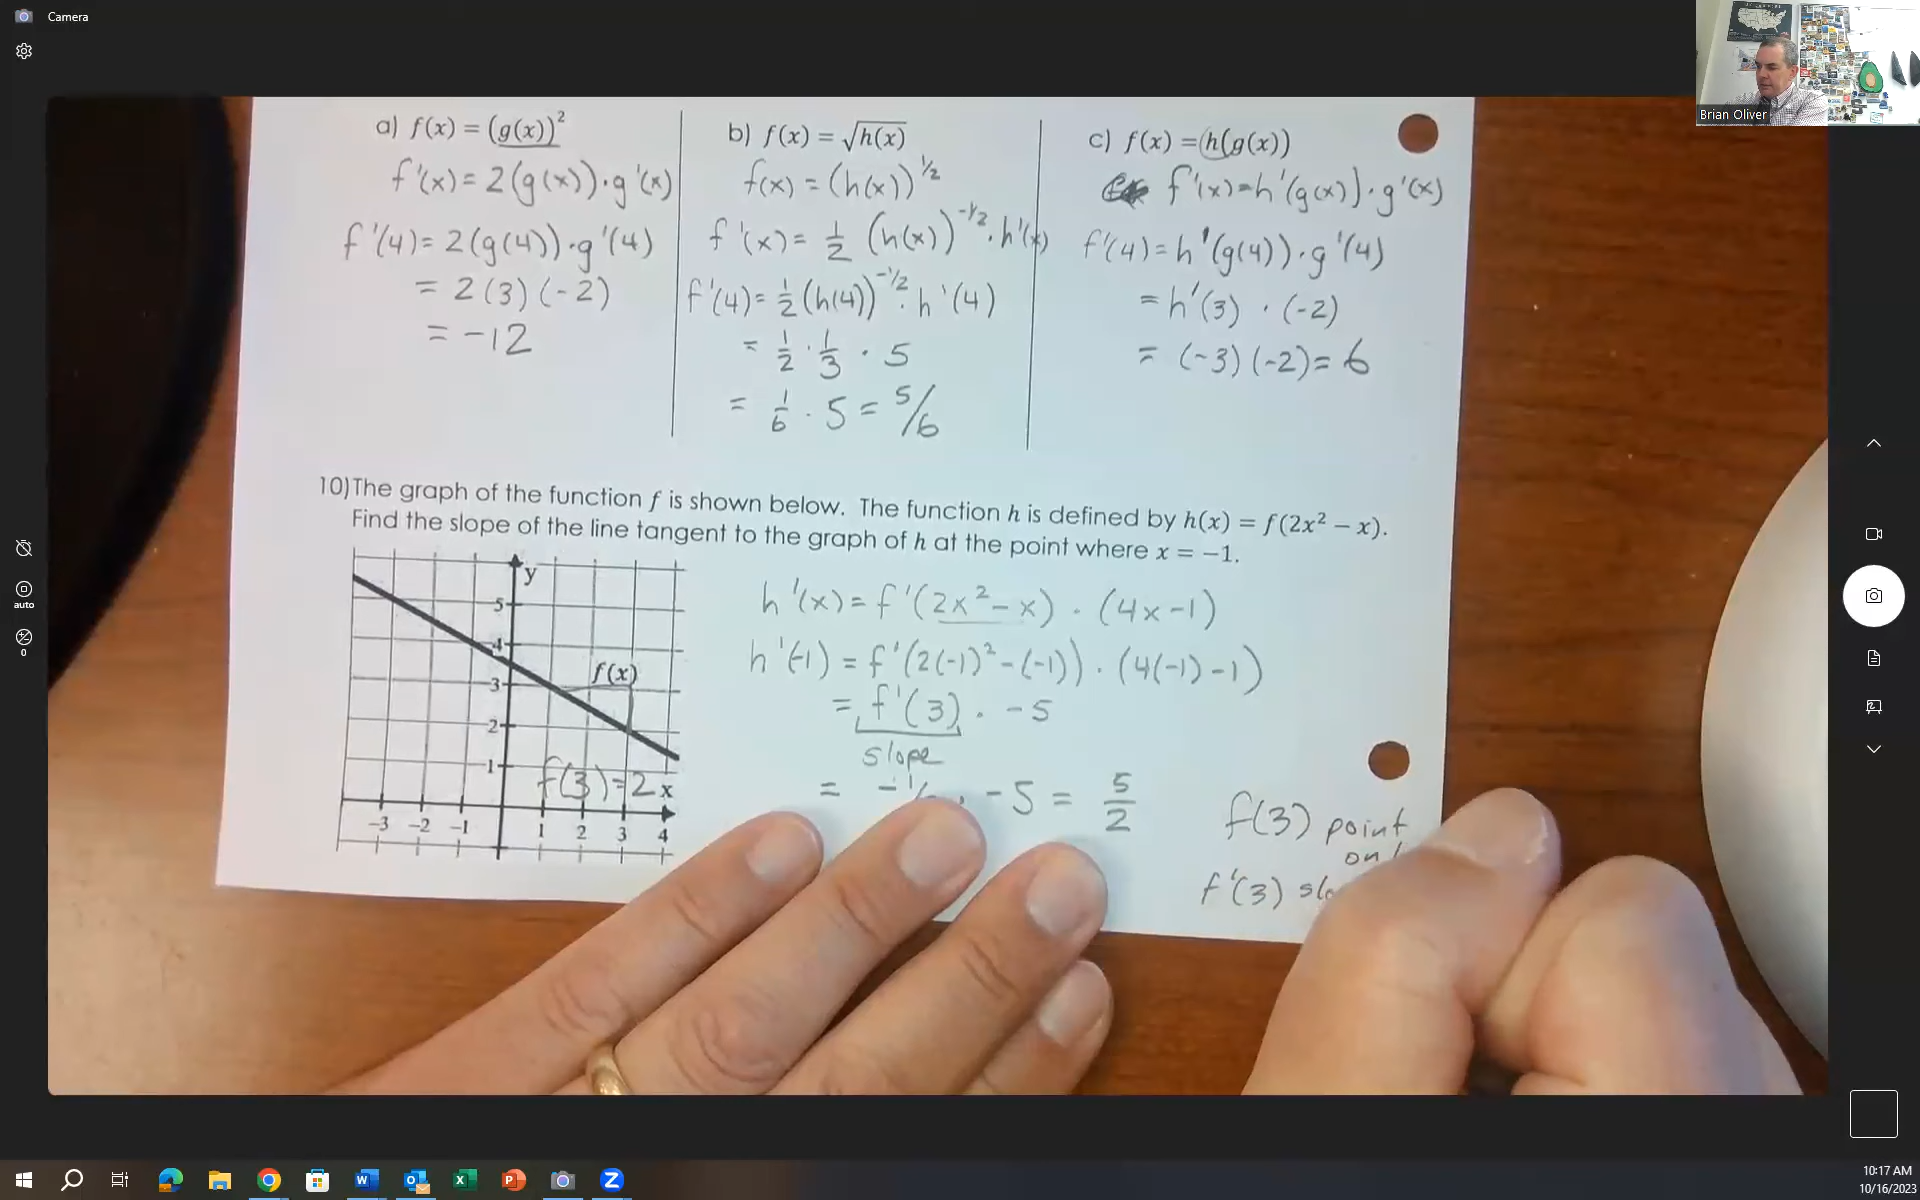 Camera
Brian Oliver
a) f(x) = (g(x))²
f'(x) = 2(g(x))·g'(x)
f'(4) = 2(g(4))·g'(4)
= 2(3)(-2)
= -12
b) f(x) = √h(x)
f(x) = (h(x))^1/2
f'(x) = 1/2 (h(x))^-1/2 · h'(x)
f'(4) = 1/2 (h(4))^-1/2 · h'(4)
= 1/2 · 1/3 · 5
= 1/6 · 5 = 5/6
c) f(x) = (h(g(x))
f'(x) = h'(g(x)) · g'(x)
f'(4) = h'(g(4)) · g'(4)
= h'(3) · (-2)
= (-3)(-2) = 6
10) The graph of the function f is shown below. The function h is defined by h(x) = f(2x² – x).
Find the slope of the line tangent to the graph of h at the point where x = −1.
y
5
4
3
2
1
f(x)
f(3)=2
x
-3 -2 -1 1 2 3 4
h'(x) = f'(2x² - x) · (4x - 1)
h'(-1) = f'(2(-1)² - (-1)) · (4(-1) - 1)
= f'(3) · -5
slope
= · -5 = 5/2
f(3) point
on
f'(3)
auto
0
10:17 AM
10/16/2023